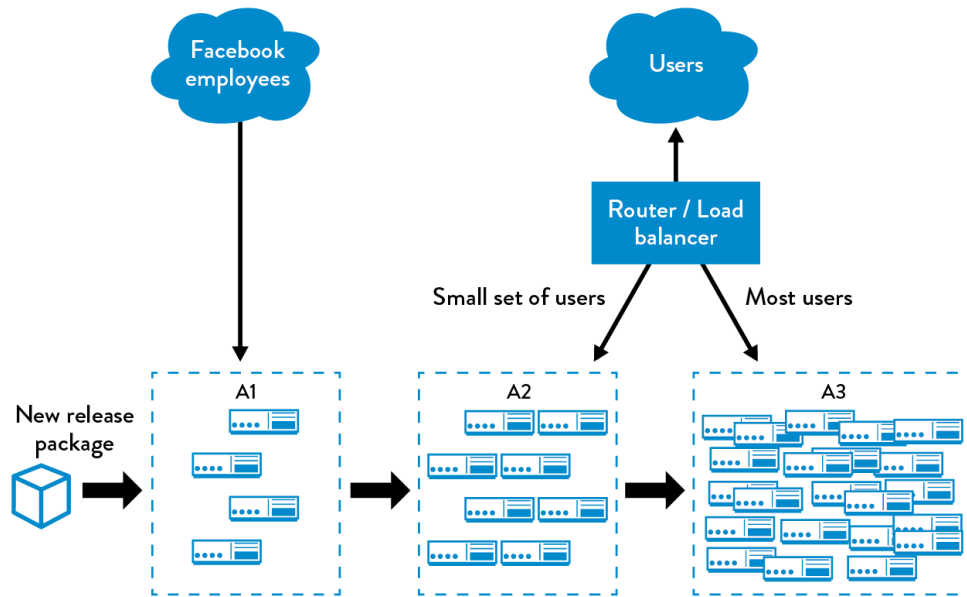 Facebook
employees
Users
Router / Load
balancer
Small set of users
Most users
New release
package
A1
A2
A3